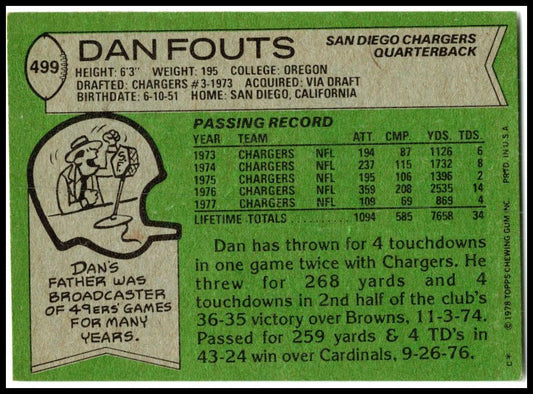 499
DAN FOUTS
SAN DIEGO CHARGERS
QUARTERBACK
HEIGHT: 6'3" WEIGHT: 195 COLLEGE: OREGON
DRAFTED: CHARGERS #3-1973 ACQUIRED: VIA DRAFT
BIRTHDATE: 6-10-51 HOME: SAN DIEGO, CALIFORNIA
PASSING RECORD
YEAR TEAM ATT. CMP. YDS. TDS.
1973 CHARGERS NFL 194 87 1126 6
1974 CHARGERS NFL 237 115 1732 8
1975 CHARGERS NFL 195 106 1396 2
1976 CHARGERS NFL 359 208 2535 14
1977 CHARGERS NFL 109 69 869 4
LIFETIME TOTALS 1094 585 7658 34
DAN'S
FATHER WAS
BROADCASTER
OF 49ERS' GAMES
FOR MANY
YEARS.
Dan has thrown for 4 touchdowns
in one game twice with Chargers. He
threw for 268 yards and 4
touchdowns in 2nd half of the club's
36-35 victory over Browns, 11-3-74.
Passed for 259 yards & 4 TD's in
43-24 win over Cardinals, 9-26-76.
C* © 1978 TOPPS CHEWING GUM INC. PRTD. IN U.S.A.